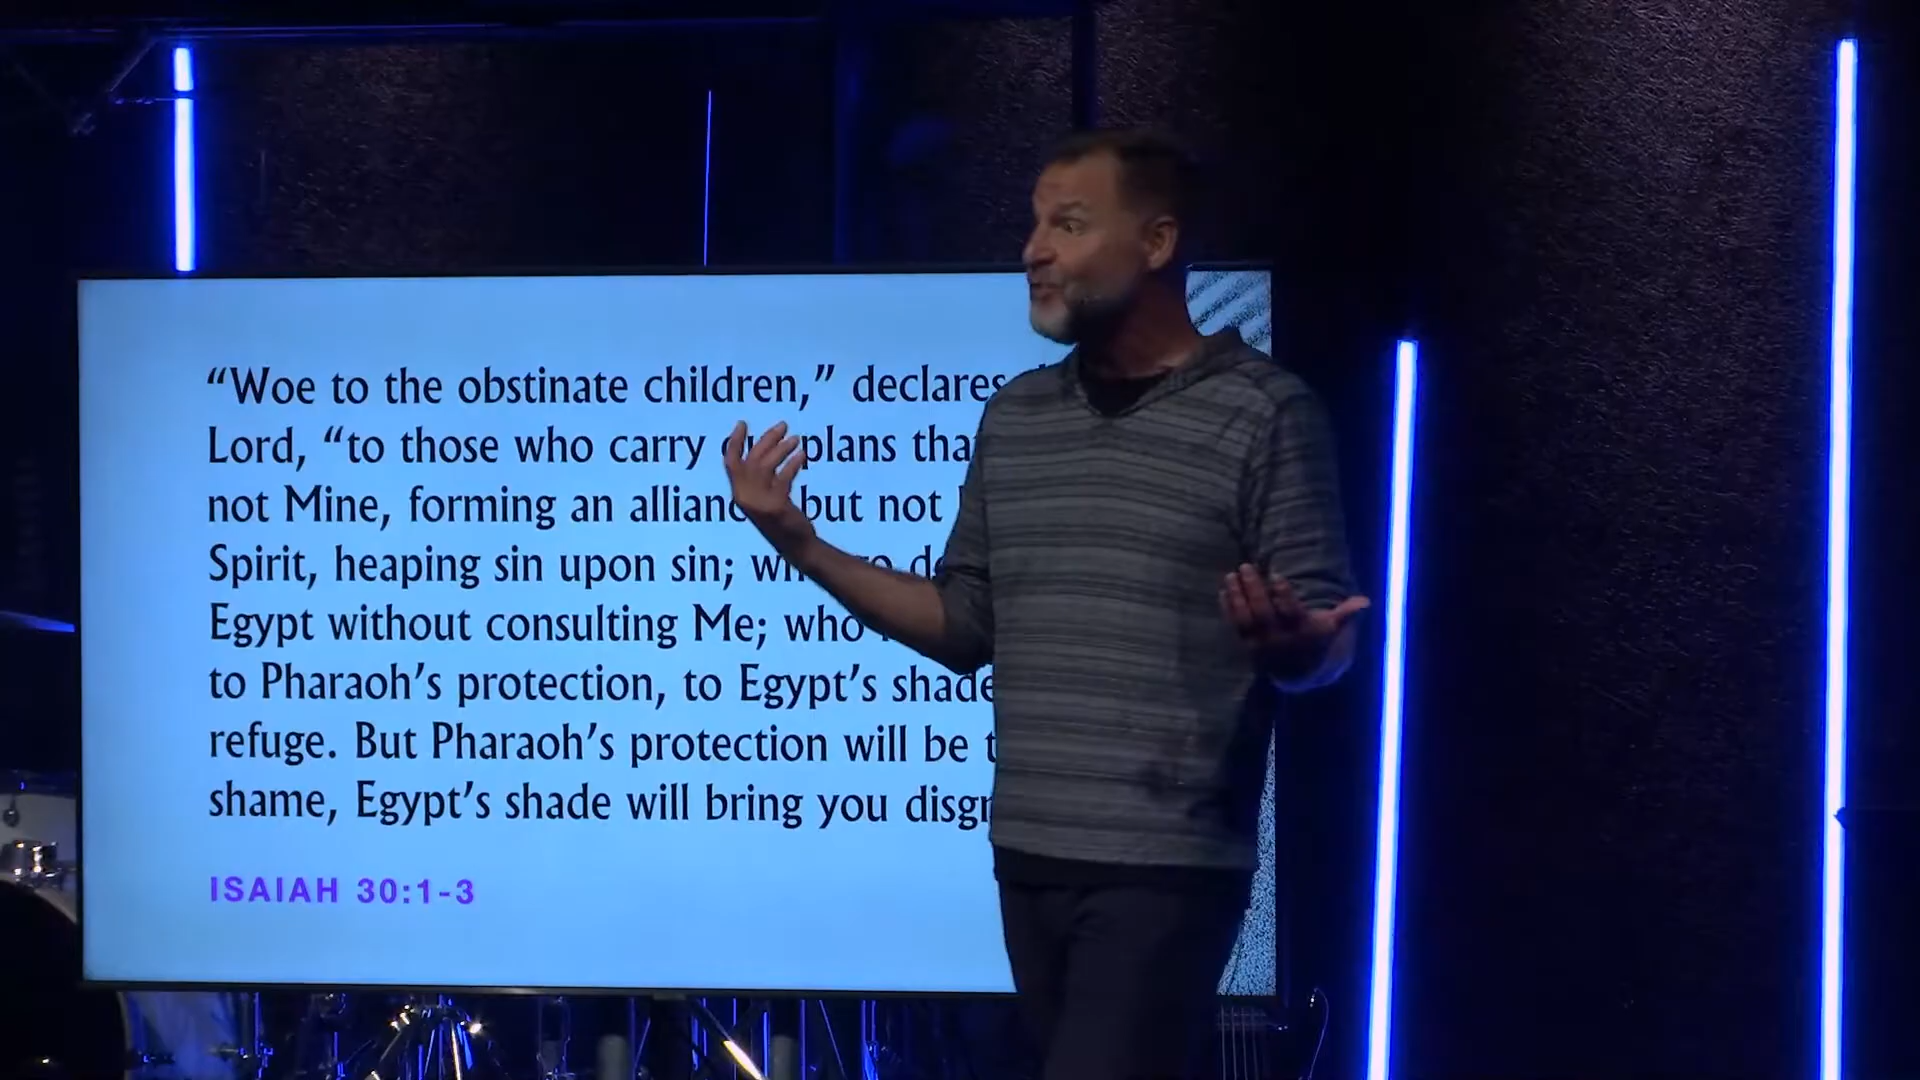 “Woe to the obstinate children,” declares
Lord, “to those who carry plans
not Mine, forming an but not
Spirit, heaping sin upon sin;
Egypt without consulting Me; who
to Pharaoh’s protection, to Egypt’s shade
refuge. But Pharaoh’s protection will be
shame, Egypt’s shade will bring you
ISAIAH 30:1-3